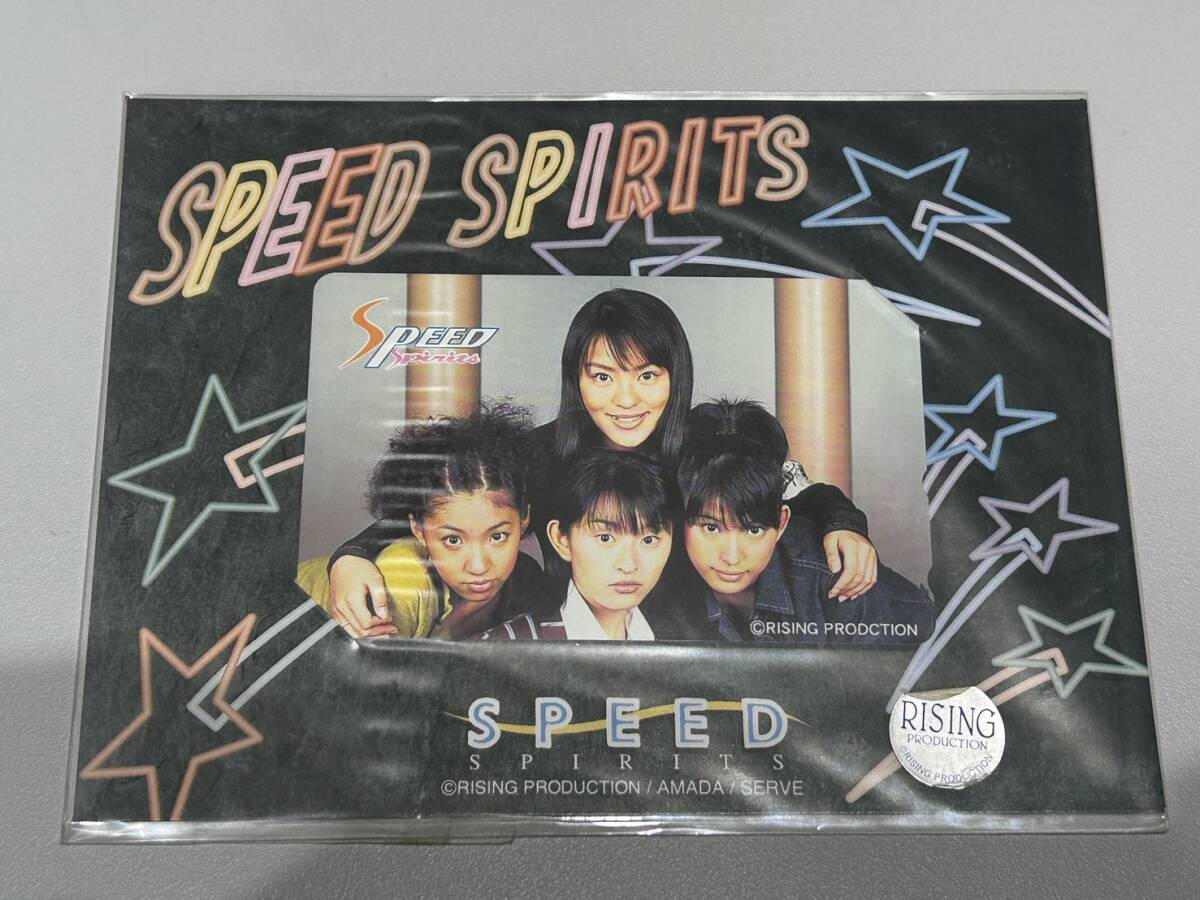 SPEED SPIRITS
SPEED
Spirits
©RISING PRODCTION
SPEED
SPIRITS
©RISING PRODUCTION / AMADA / SERVE
RISING
PRODUCTION
©RISING PRODUCTION